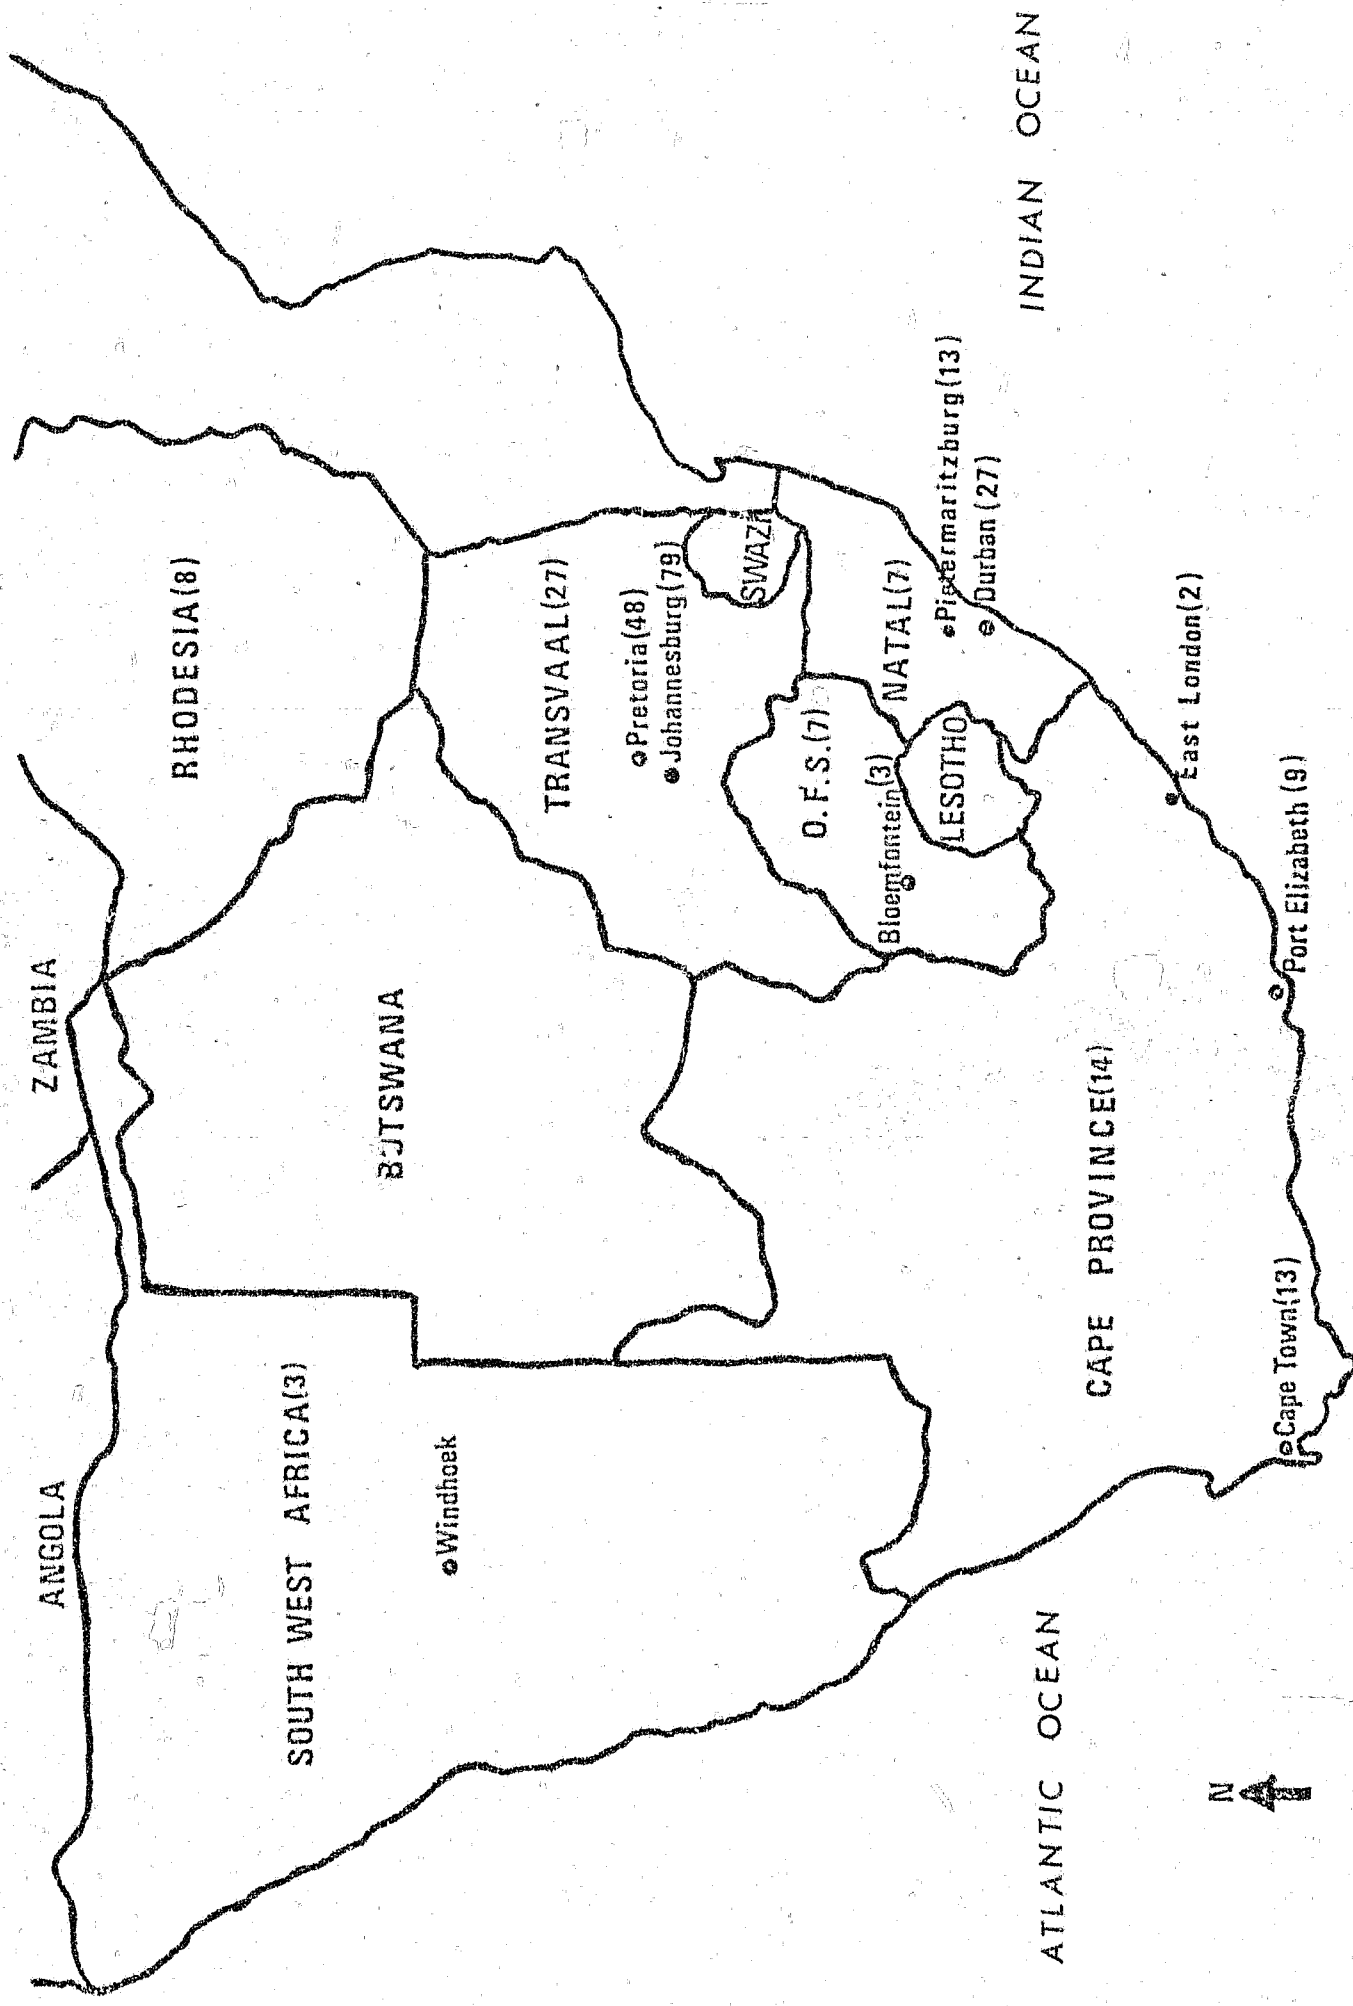 ANGOLA
ZAMBIA
RHODESIA(8)
SOUTH WEST AFRICA(3)
BOTSWANA
Windhoek
TRANSVAAL(27)
Pretoria(48)
Johannesburg(79)
SWAZI
O.F.S.(7)
Bloemfontein(3)
NATAL(7)
LESOTHO
Pietermaritzburg(13)
Durban(27)
INDIAN OCEAN
CAPE PROVINCE(14)
East London(2)
Port Elizabeth(9)
Cape Town(13)
ATLANTIC OCEAN
N